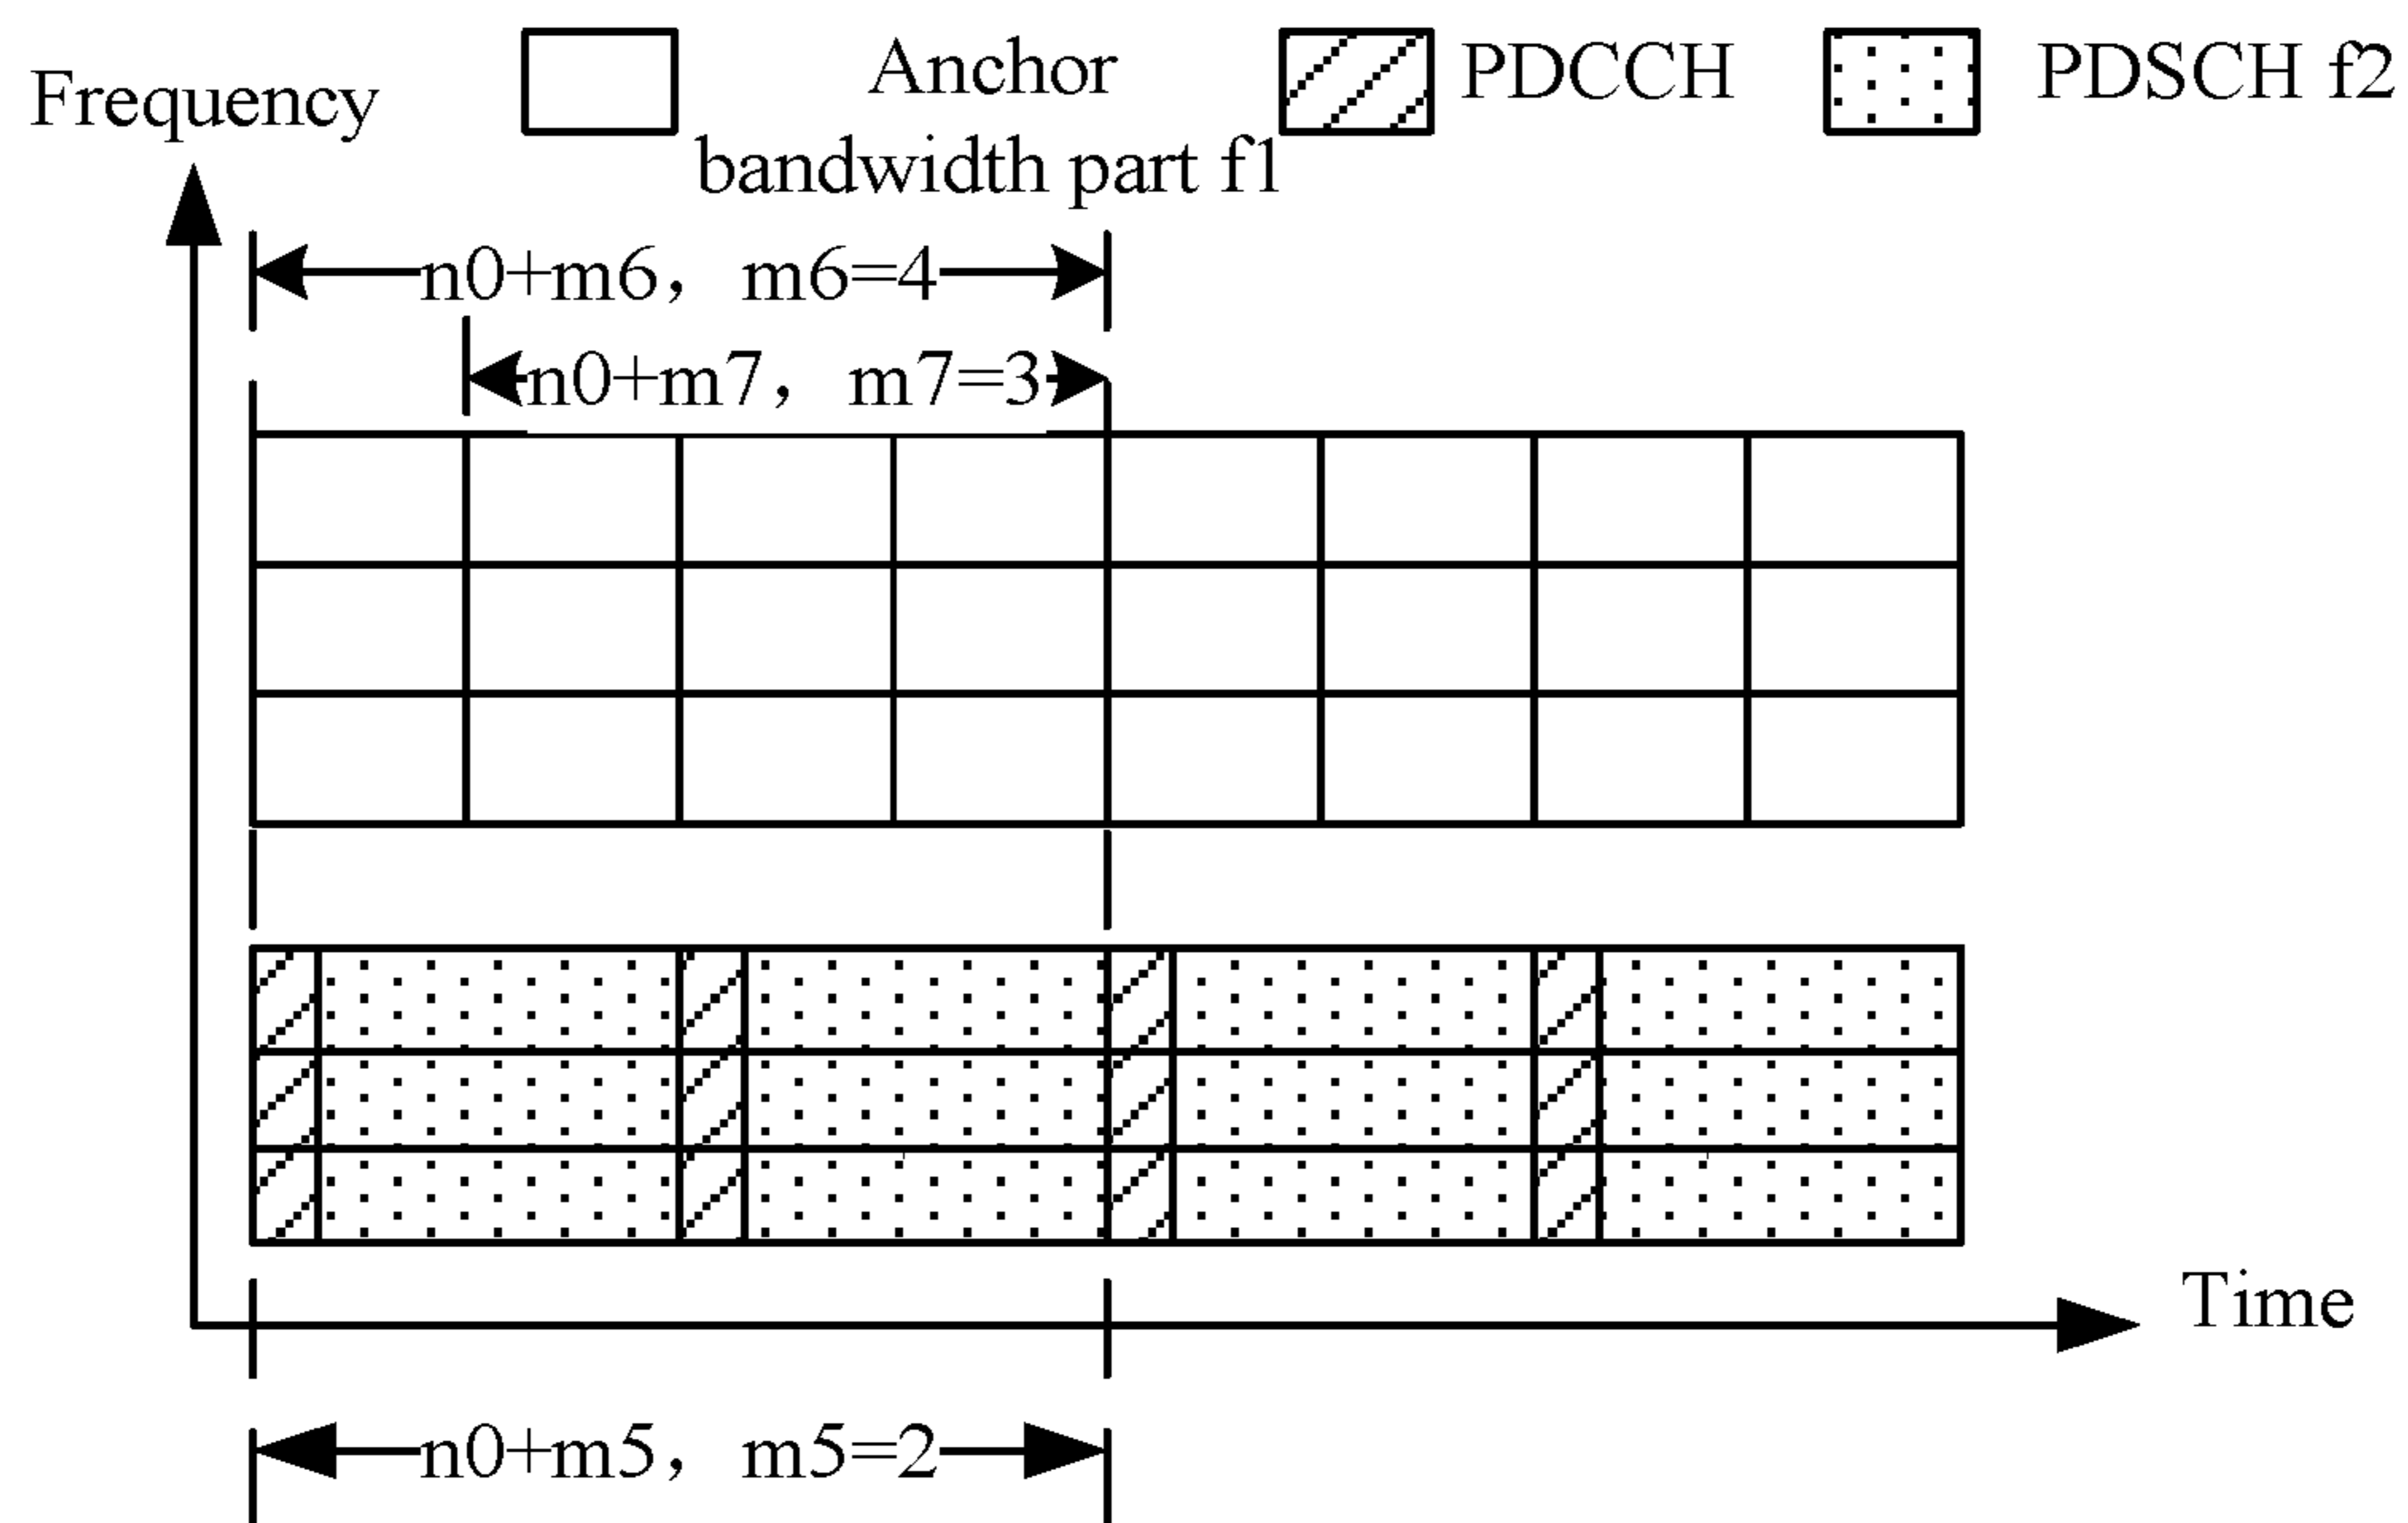 Frequency
Anchor
bandwidth part f1
PDCCH
PDSCH f2
n0+m6, m6=4
n0+m7, m7=3
Time
n0+m5, m5=2